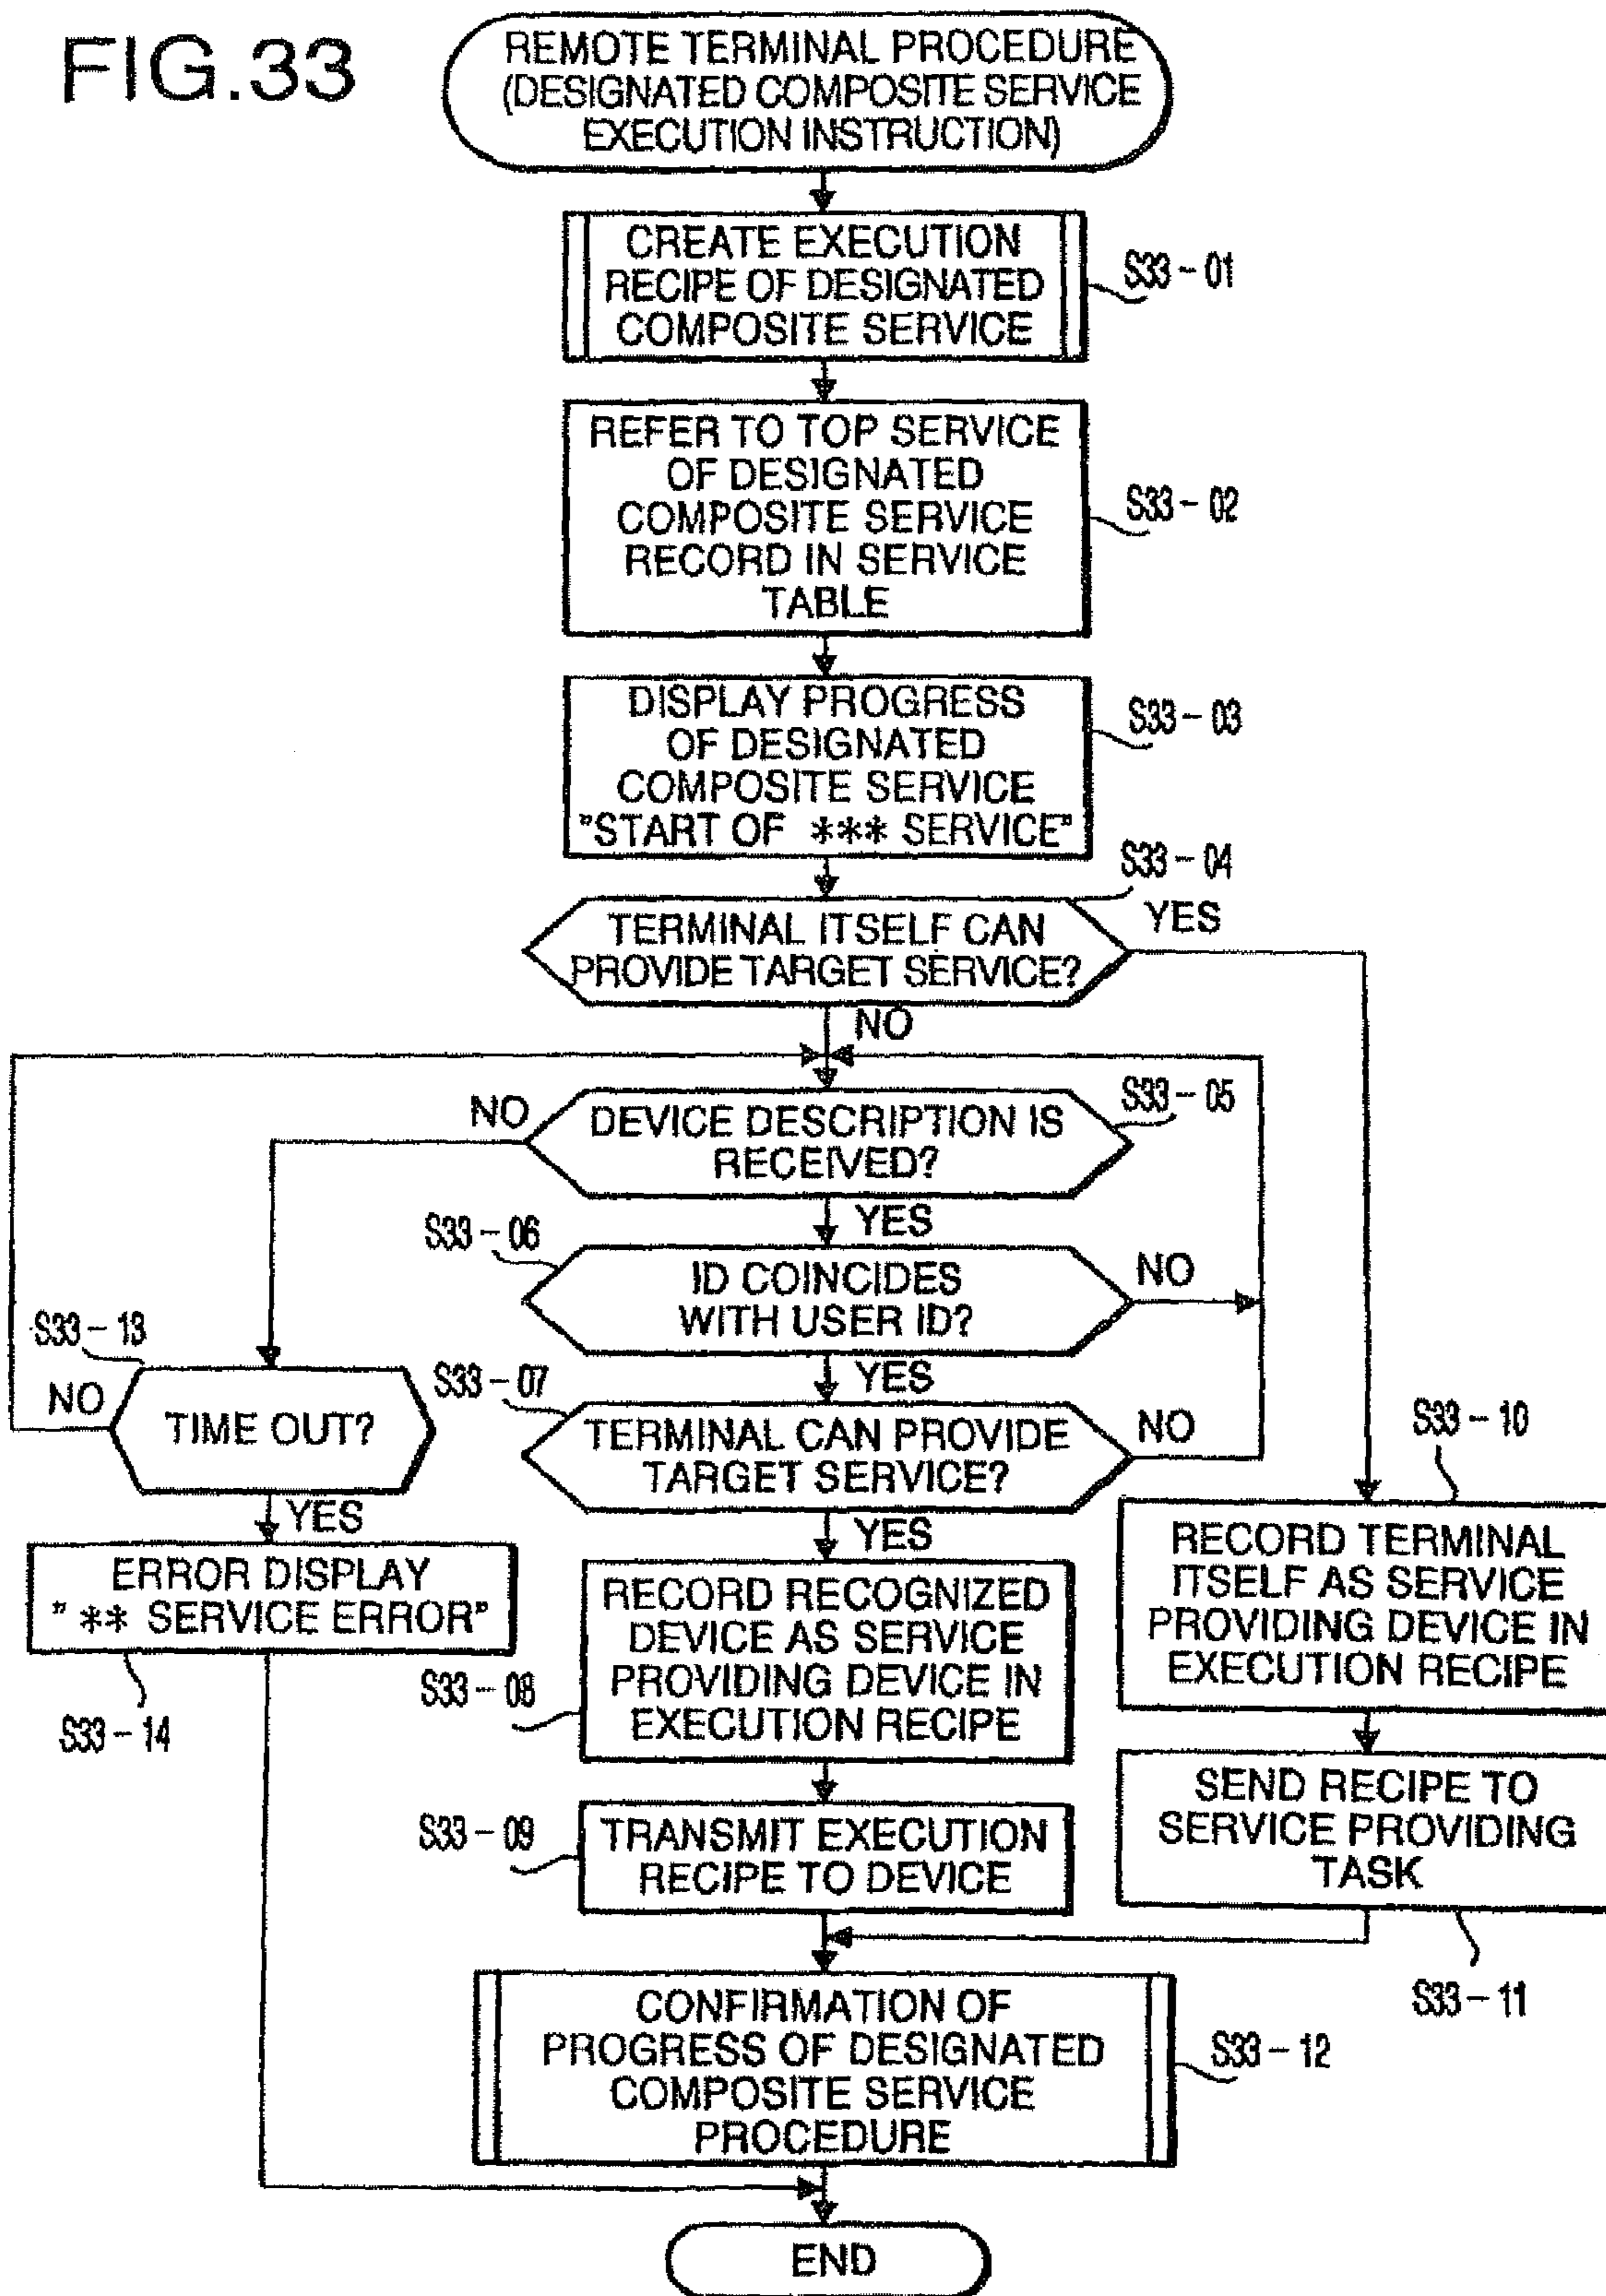 FIG.33
REMOTE TERMINAL PROCEDURE
(DESIGNATED COMPOSITE SERVICE
EXECUTION INSTRUCTION)
CREATE EXECUTION
RECIPE OF DESIGNATED
COMPOSITE SERVICE
S33-01
REFER TO TOP SERVICE
OF DESIGNATED
COMPOSITE SERVICE
RECORD IN SERVICE
TABLE
S33-02
DISPLAY PROGRESS
OF DESIGNATED
COMPOSITE SERVICE
"START OF *** SERVICE"
S33-03
S33-04
TERMINAL ITSELF CAN
PROVIDE TARGET SERVICE?
YES
NO
S33-05
DEVICE DESCRIPTION IS
RECEIVED?
NO
YES
S33-06
ID COINCIDES
WITH USER ID?
NO
YES
S33-13
TIME OUT?
NO
YES
S33-07
TERMINAL CAN PROVIDE
TARGET SERVICE?
NO
YES
S33-10
RECORD TERMINAL
ITSELF AS SERVICE
PROVIDING DEVICE IN
EXECUTION RECIPE
ERROR DISPLAY
" ** SERVICE ERROR"
S33-14
RECORD RECOGNIZED
DEVICE AS SERVICE
PROVIDING DEVICE IN
EXECUTION RECIPE
S33-08
SEND RECIPE TO
SERVICE PROVIDING
TASK
S33-11
S33-09
TRANSMIT EXECUTION
RECIPE TO DEVICE
CONFIRMATION OF
PROGRESS OF DESIGNATED
COMPOSITE SERVICE
PROCEDURE
S33-12
END